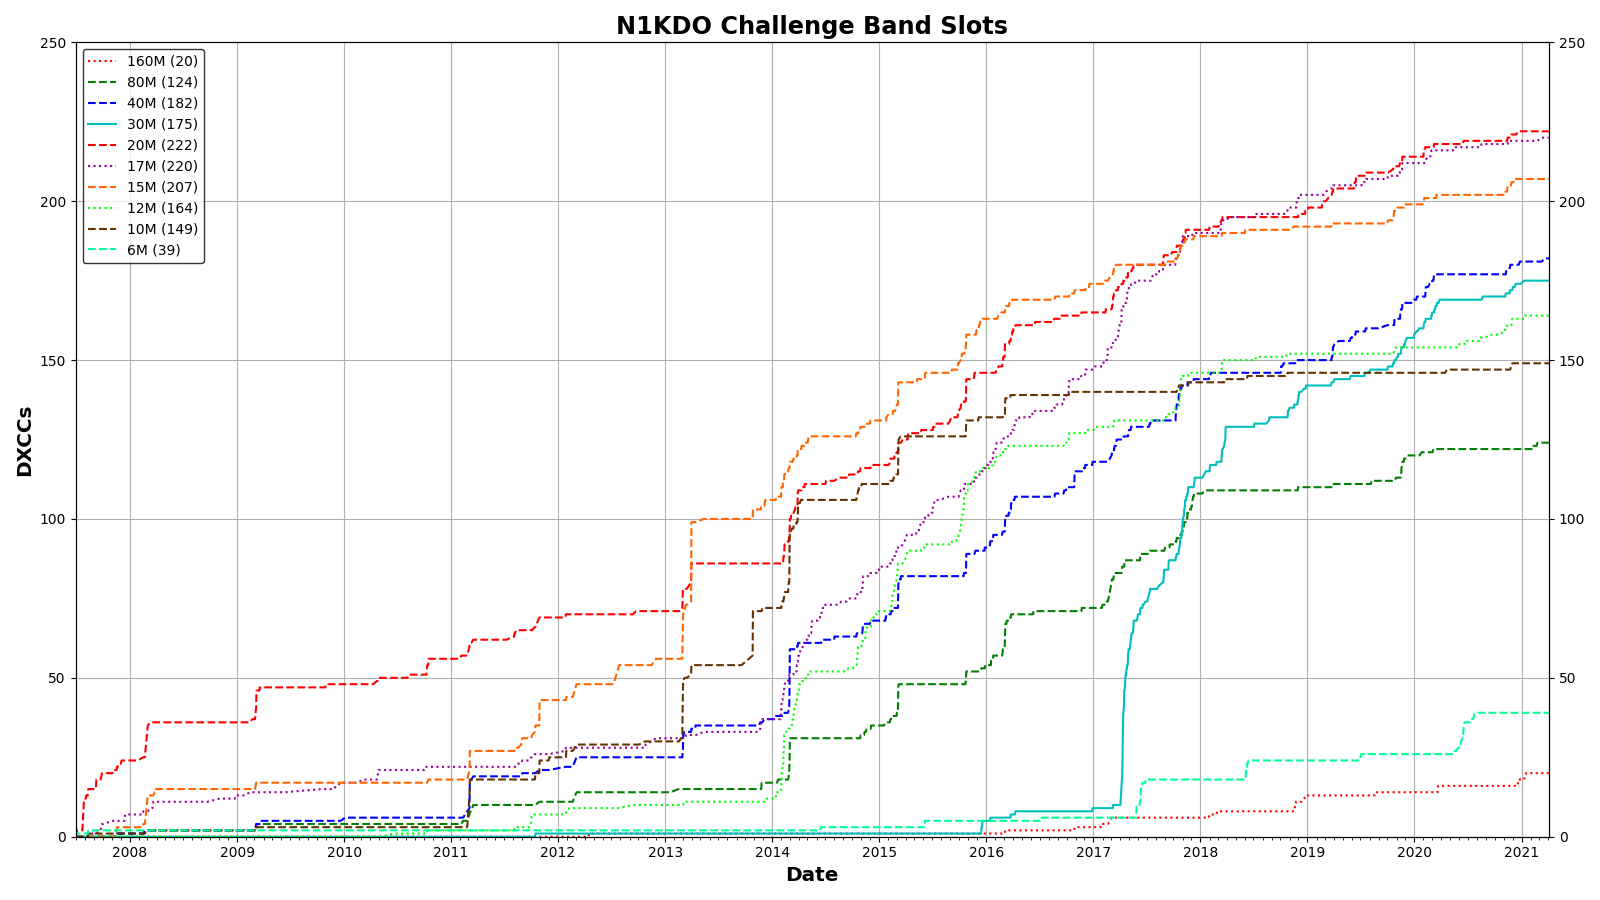 N1KDO Challenge Band Slots
250
200
150
100
50
0
DXCCs
160M (20)
80M (124)
40M (182)
30M (175)
20M (222)
17M (220)
15M (207)
12M (164)
10M (149)
6M (39)
250
200
150
100
50
0
2008 2009 2010 2011 2012 2013 2014 2015 2016 2017 2018 2019 2020 2021
Date